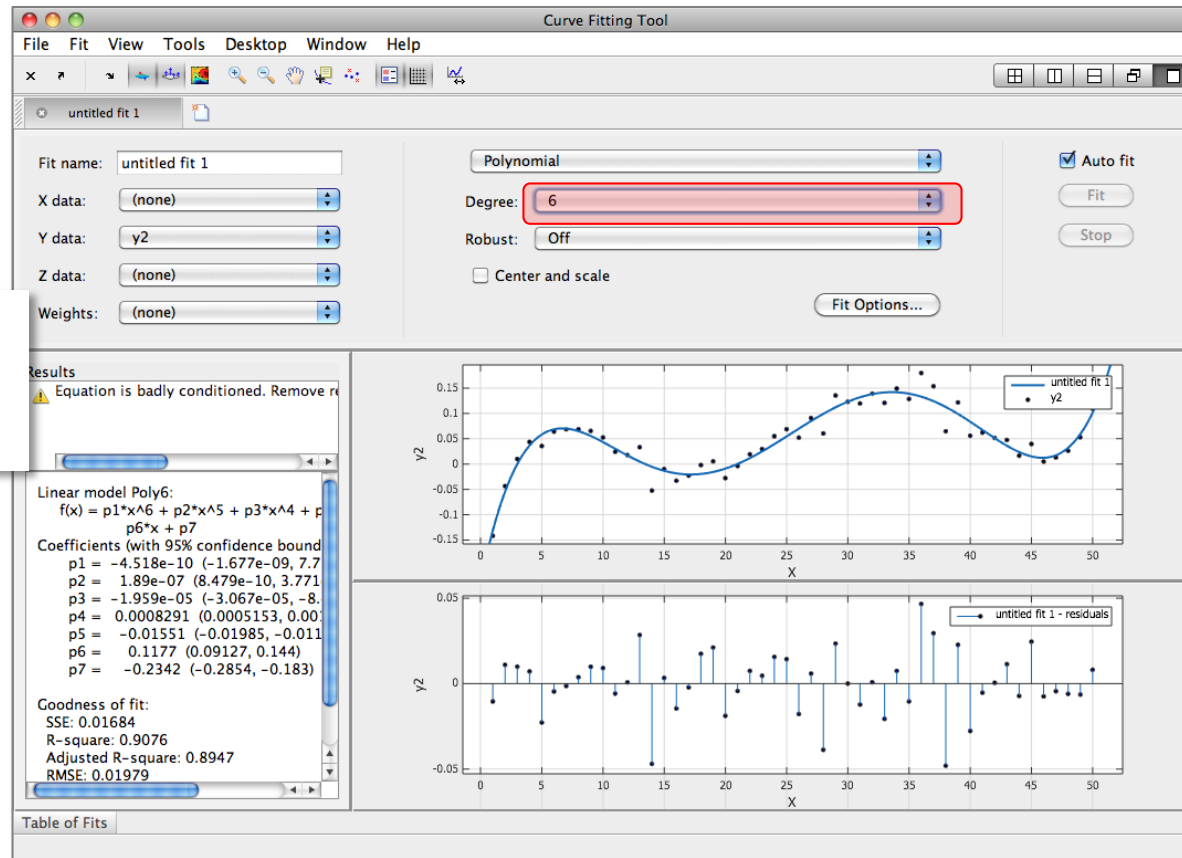 Curve Fitting Tool
File Fit View Tools Desktop Window Help
untitled fit 1
Fit name: untitled fit 1
X data: (none)
Y data: y2
Z data: (none)
Weights: (none)
Polynomial
Degree: 6
Robust: Off
Center and scale
Fit Options...
Auto fit
Fit
Stop
Results
Equation is badly conditioned. Remove re
Linear model Poly6:
f(x) = p1*x^6 + p2*x^5 + p3*x^4 + p
p6*x + p7
Coefficients (with 95% confidence bound
p1 = -4.518e-10 (-1.677e-09, 7.7
p2 = 1.89e-07 (8.479e-10, 3.771
p3 = -1.959e-05 (-3.067e-05, -8.
p4 = 0.0008291 (0.0005153, 0.00
p5 = -0.01551 (-0.01985, -0.011
p6 = 0.1177 (0.09127, 0.144)
p7 = -0.2342 (-0.2854, -0.183)
Goodness of fit:
SSE: 0.01684
R-square: 0.9076
Adjusted R-square: 0.8947
RMSE: 0.01979
untitled fit 1
y2
0.15
0.1
0.05
0
-0.05
-0.1
-0.15
y2
0 5 10 15 20 25 30 35 40 45 50
X
untitled fit 1 - residuals
0.05
0
-0.05
y2
0 5 10 15 20 25 30 35 40 45 50
X
Table of Fits